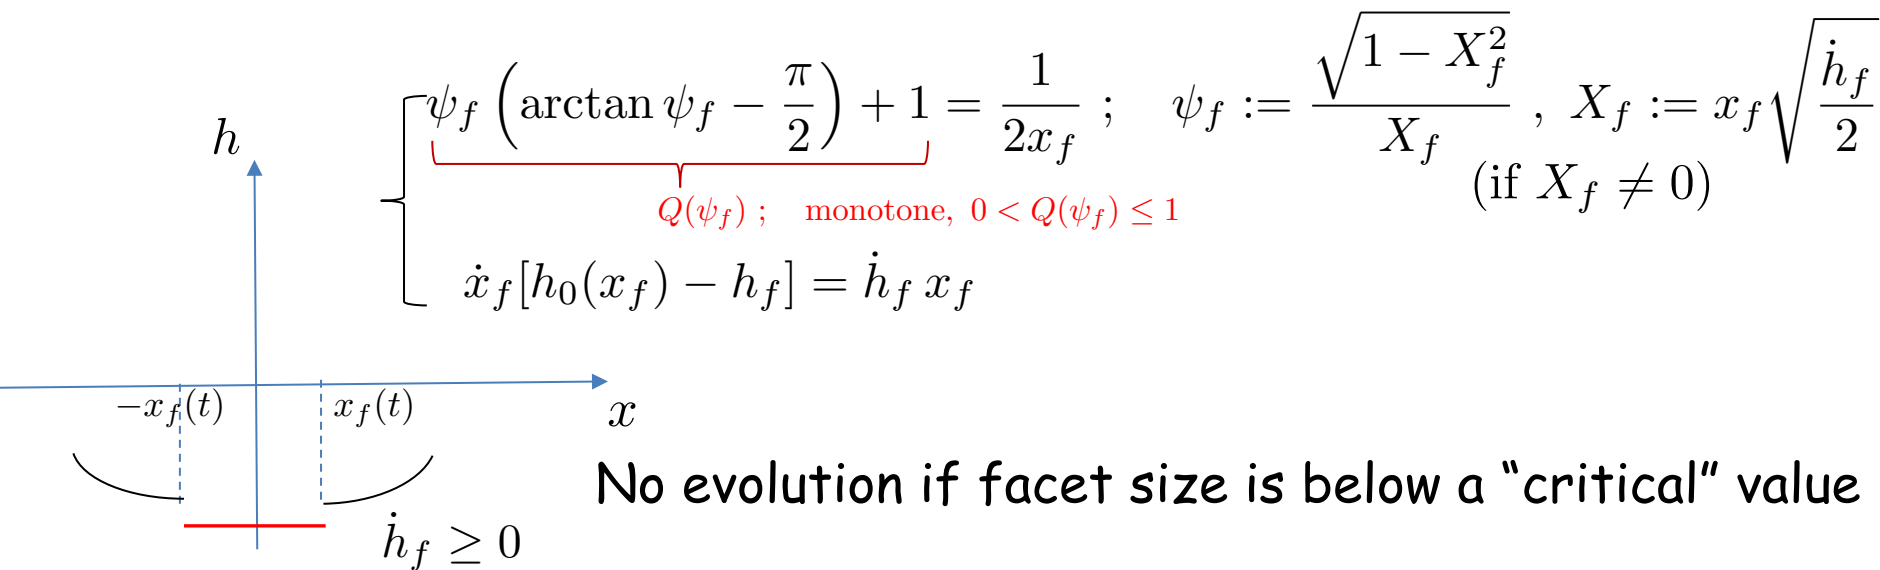 ψ_f (arctan ψ_f − π/2) + 1 = 1/(2x_f) ; ψ_f := √(1 − X_f²)/X_f , X_f := x_f √(ḣ_f/2)
(if X_f ≠ 0)
Q(ψ_f) ; monotone, 0 < Q(ψ_f) ≤ 1
ẋ_f[h_0(x_f) − h_f] = ḣ_f x_f
h
−x_f(t) x_f(t)
x
No evolution if facet size is below a “critical” value
ḣ_f ≥ 0